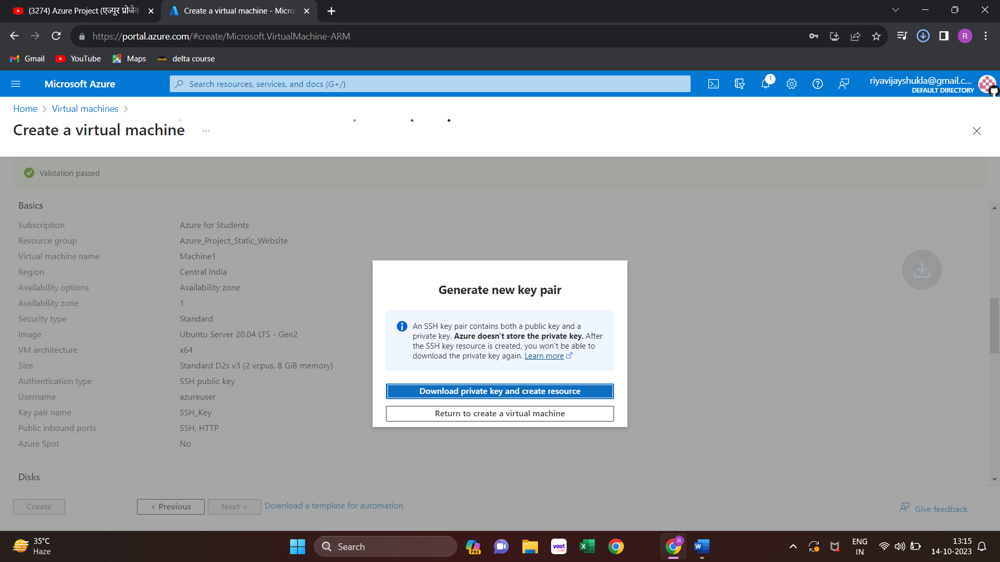 (3274) Azure Project (एज्यूर प्रोजेक
Create a virtual machine - Micro
https://portal.azure.com/#create/Microsoft.VirtualMachine-ARM
R
Gmail
YouTube
Maps
delta course
Microsoft Azure
Search resources, services, and docs (G+/)
1
riyavijayshukla@gmail.c...
DEFAULT DIRECTORY
Home > Virtual machines >
Create a virtual machine ...
Validation passed
Basics
Subscription Azure for Students
Resource group Azure_Project_Static_Website
Virtual machine name Machine1
Region Central India
Availability options Availability zone
Availability zone 1
Security type Standard
Image Ubuntu Server 20.04 LTS - Gen2
VM architecture x64
Size Standard D2s v3 (2 vcpus, 8 GiB memory)
Authentication type SSH public key
Username azureuser
Key pair name SSH_Key
Public inbound ports SSH, HTTP
Azure Spot No
Disks
Generate new key pair
An SSH key pair contains both a public key and a
private key. Azure doesn't store the private key. After
the SSH key resource is created, you won't be able to
download the private key again. Learn more
Download private key and create resource
Return to create a virtual machine
Create
< Previous
Next >
Download a template for automation
Give feedback
35°C
Haze
Search
PRE
voot
R
W
ENG
IN
13:15
14-10-2023